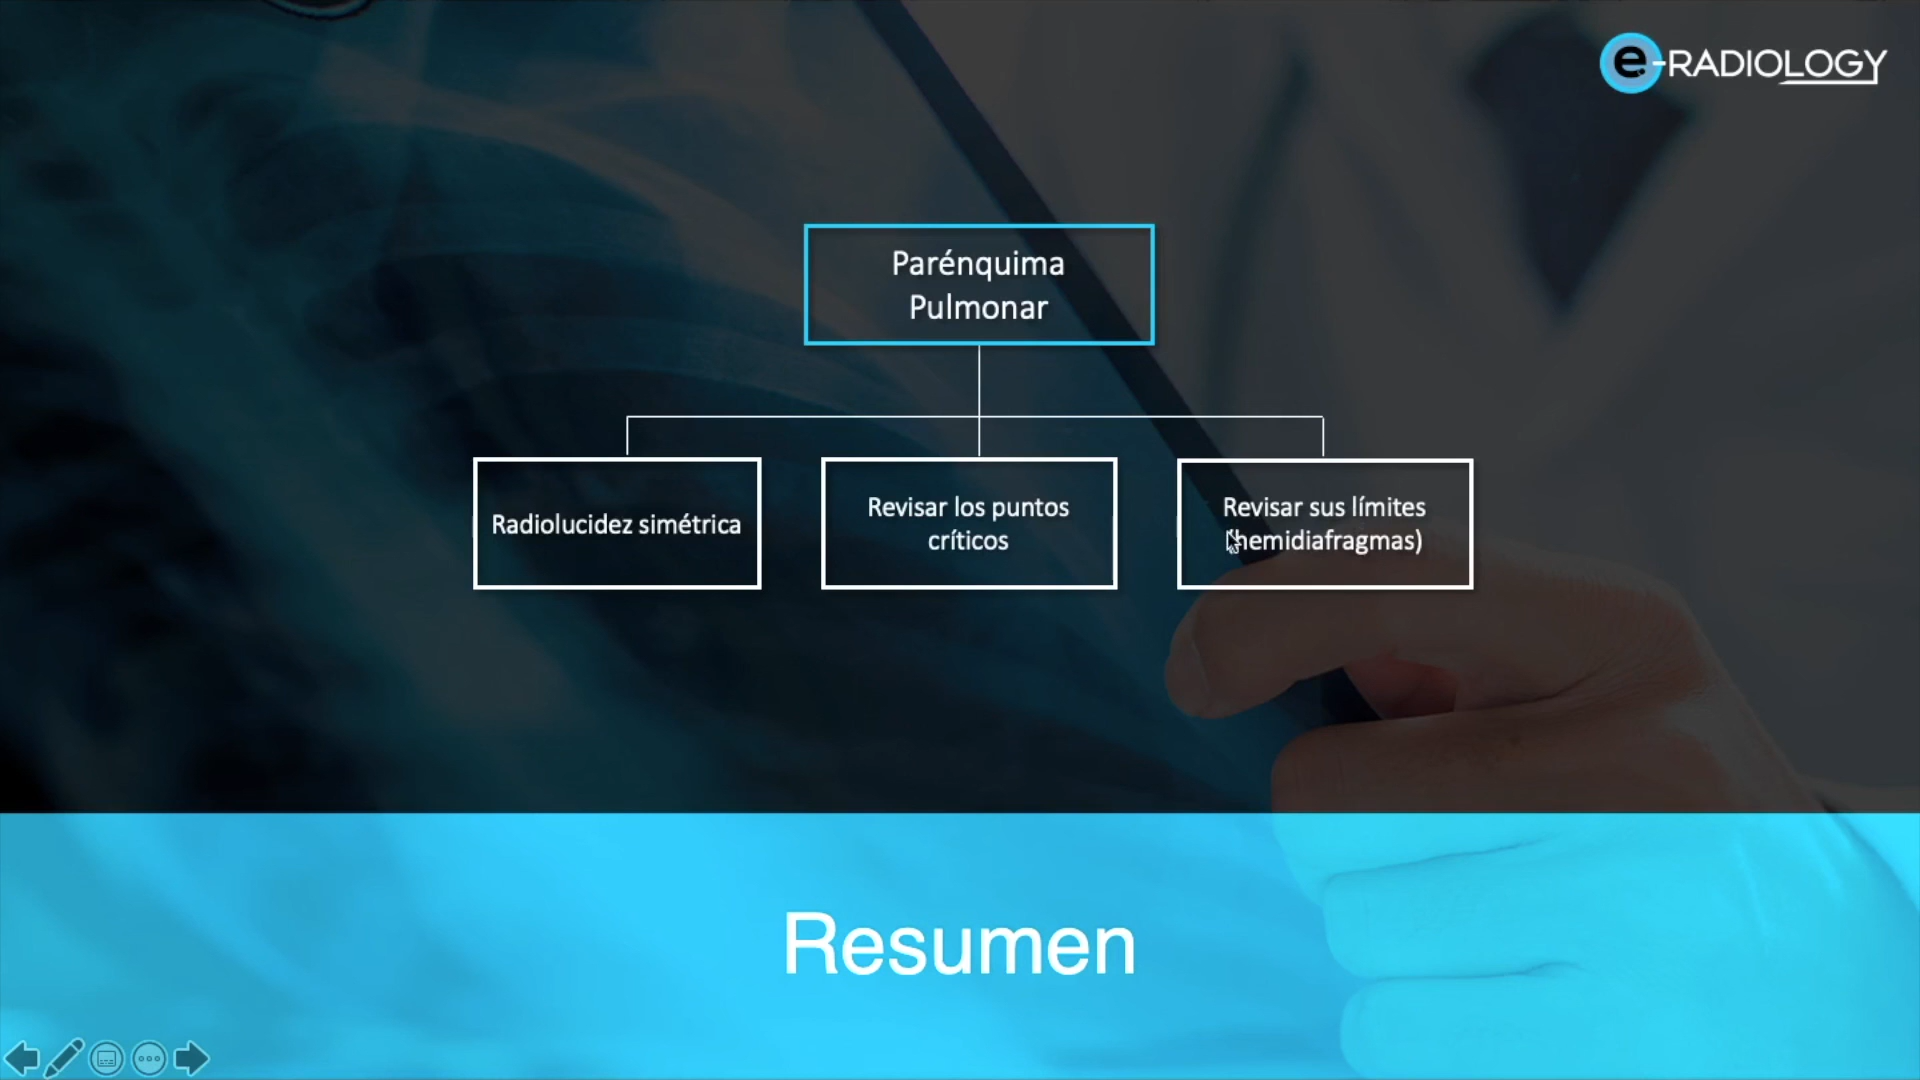 e-RADIOLOGY
Parénquima
Pulmonar
Radiolucidez simétrica
Revisar los puntos
críticos
Revisar sus límites
(hemidiafragmas)
Resumen